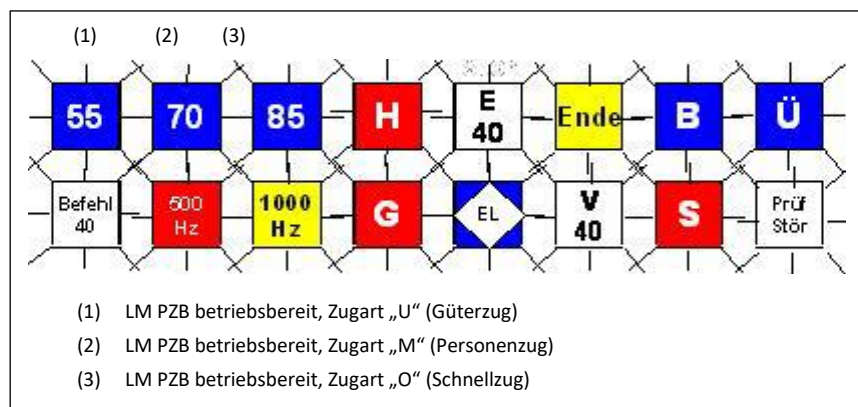 (1) (2) (3)
55 70 85 H E 40 Ende B Ü
Befehl 40 500 Hz 1000 Hz G EL V 40 S Prüf Stör
(1) LM PZB betriebsbereit, Zugart „U“ (Güterzug)
(2) LM PZB betriebsbereit, Zugart „M“ (Personenzug)
(3) LM PZB betriebsbereit, Zugart „O“ (Schnellzug)